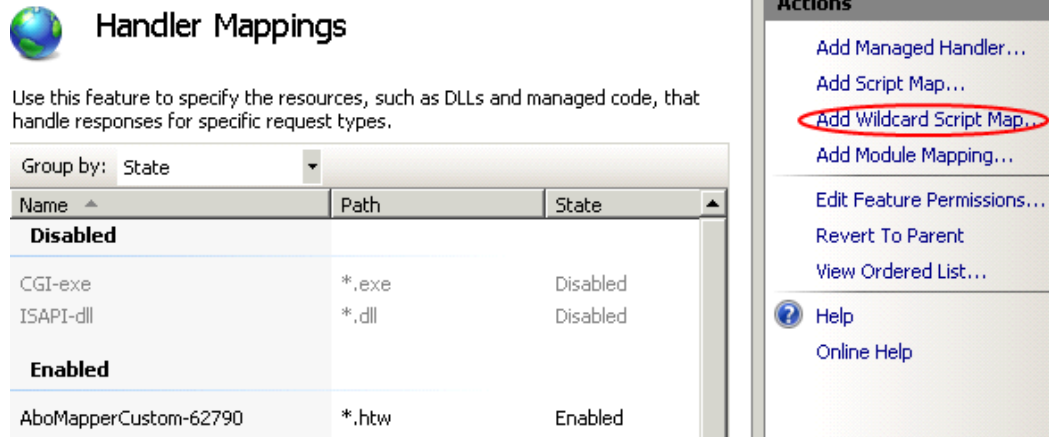 Handler Mappings
Use this feature to specify the resources, such as DLLs and managed code, that
handle responses for specific request types.
Group by: State
Name Path State
Disabled
CGI-exe *.exe Disabled
ISAPI-dll *.dll Disabled
Enabled
AboMapperCustom-62790 *.htw Enabled
Actions
Add Managed Handler...
Add Script Map...
Add Wildcard Script Map...
Add Module Mapping...
Edit Feature Permissions...
Revert To Parent
View Ordered List...
Help
Online Help